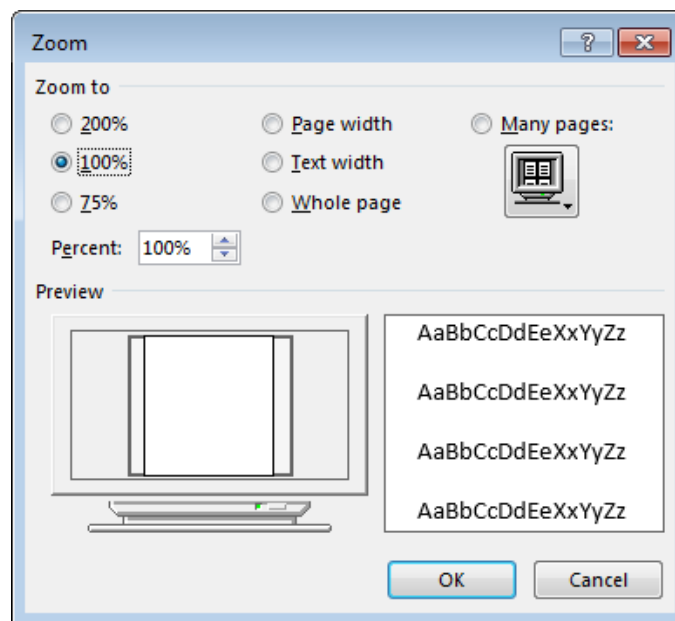 Zoom ?
Zoom to
200% Page width Many pages:
100% Text width
75% Whole page
Percent: 100%
Preview
AaBbCcDdEeXxYyZz
AaBbCcDdEeXxYyZz
AaBbCcDdEeXxYyZz
AaBbCcDdEeXxYyZz
OK Cancel